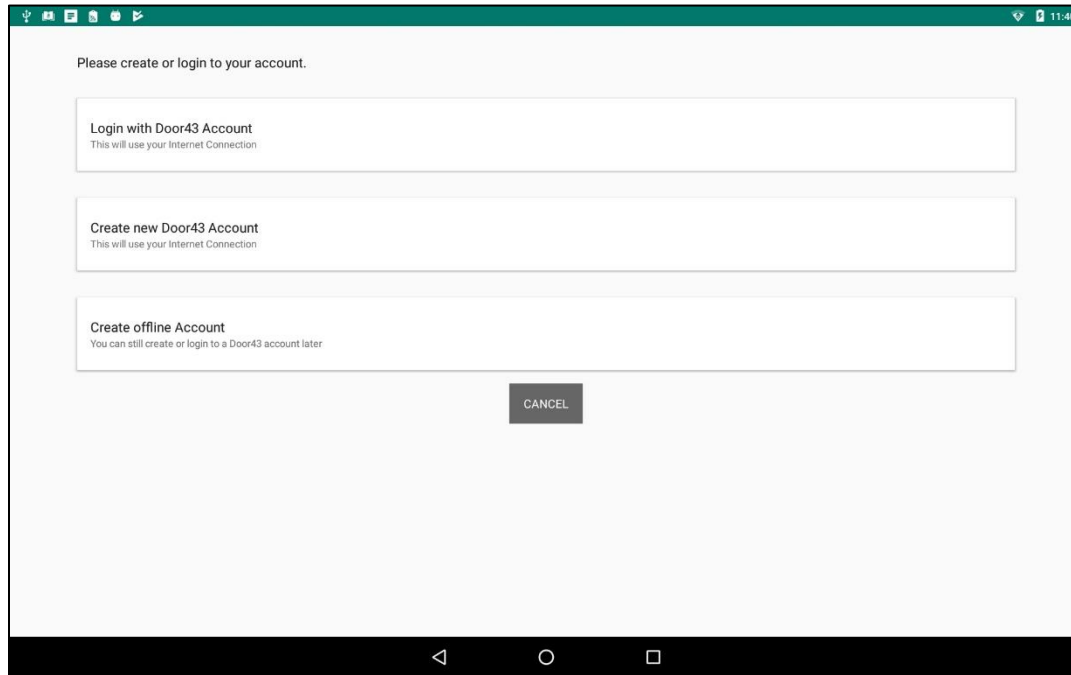 11:4
Please create or login to your account.
Login with Door43 Account
This will use your Internet Connection
Create new Door43 Account
This will use your Internet Connection
Create offline Account
You can still create or login to a Door43 account later
CANCEL